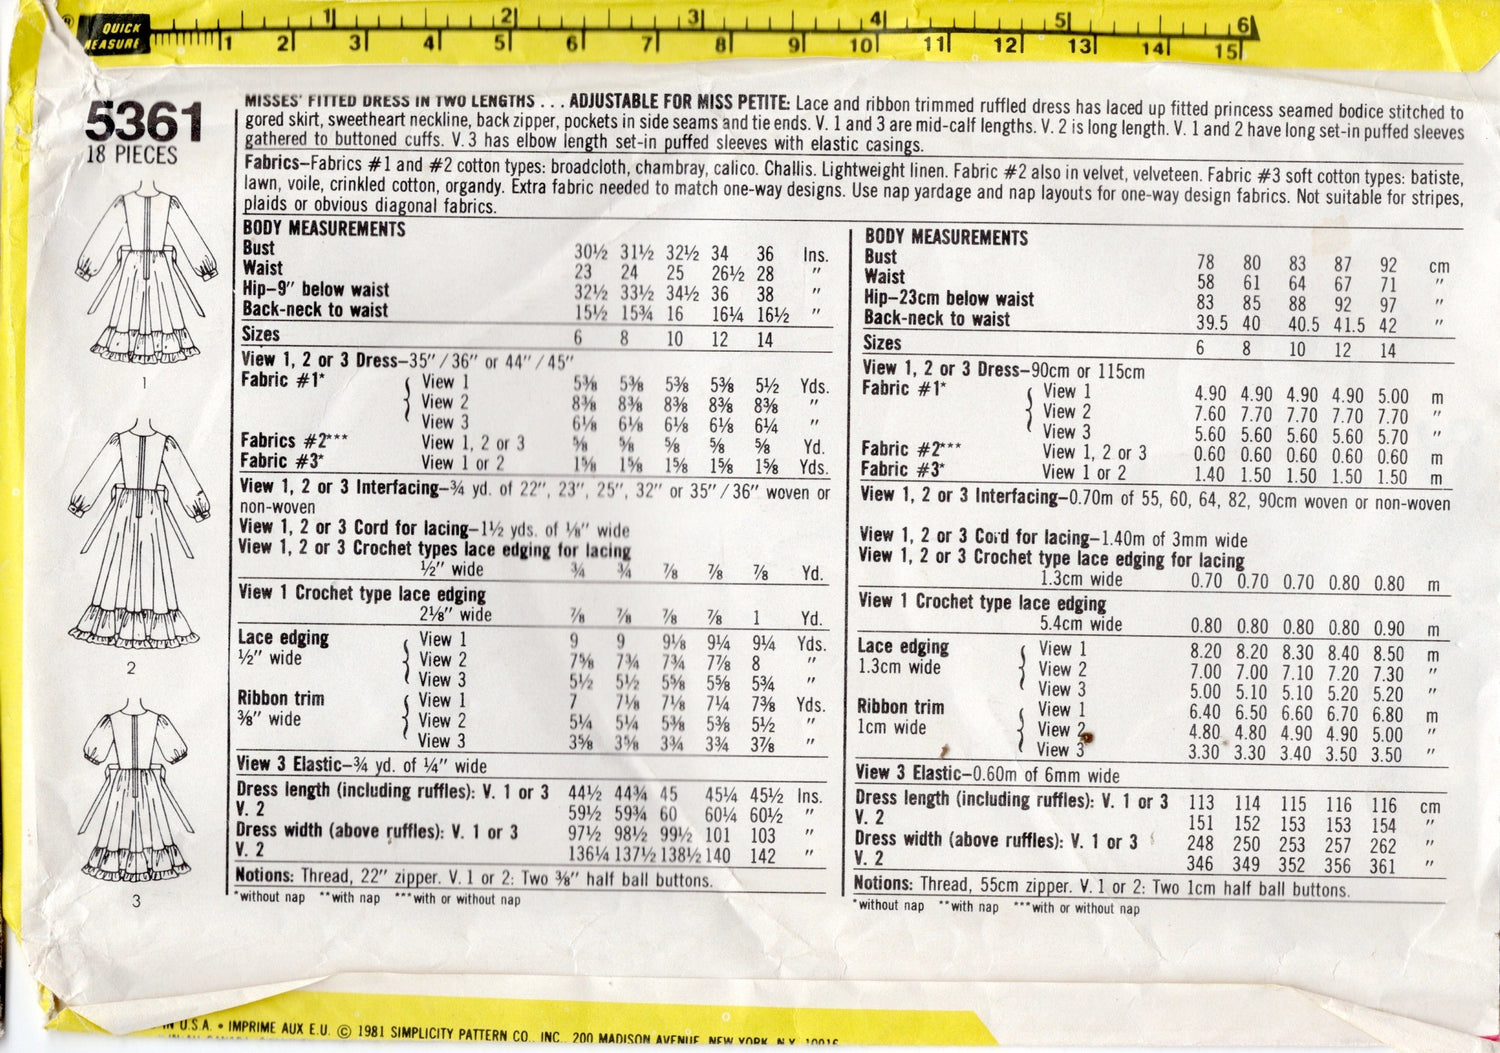 QUICK
MEASURE
1 2 3 4 5 6
1 2 3 4 5 6 7 8 9 10 11 12 13 14 15
5361
18 PIECES
1
2
3
MISSES' FITTED DRESS IN TWO LENGTHS . . . ADJUSTABLE FOR MISS PETITE: Lace and ribbon trimmed ruffled dress has laced up fitted princess seamed bodice stitched to
gored skirt, sweetheart neckline, back zipper, pockets in side seams and tie ends. V. 1 and 3 are mid-calf lengths. V. 2 is long length. V. 1 and 2 have long set-in puffed sleeves
gathered to buttoned cuffs. V. 3 has elbow length set-in puffed sleeves with elastic casings.
Fabrics–Fabrics #1 and #2 cotton types: broadcloth, chambray, calico. Challis. Lightweight linen. Fabric #2 also in velvet, velveteen. Fabric #3 soft cotton types: batiste,
lawn, voile, crinkled cotton, organdy. Extra fabric needed to match one-way designs. Use nap yardage and nap layouts for one-way design fabrics. Not suitable for stripes,
plaids or obvious diagonal fabrics.
BODY MEASUREMENTS
Bust 30½ 31½ 32½ 34 36 Ins.
Waist 23 24 25 26½ 28 "
Hip–9" below waist 32½ 33½ 34½ 36 38 "
Back-neck to waist 15½ 15¾ 16 16¼ 16½ "
Sizes 6 8 10 12 14
View 1, 2 or 3 Dress–35"/36" or 44"/45"
Fabric #1* { View 1 5⅜ 5⅜ 5⅜ 5⅜ 5½ Yds.
View 2 8⅜ 8⅜ 8⅜ 8⅜ 8⅜ "
View 3 6⅛ 6⅛ 6⅛ 6⅛ 6¼ "
Fabrics #2*** View 1, 2 or 3 ⅝ ⅝ ⅝ ⅝ ⅝ Yd.
Fabric #3* View 1 or 2 1⅝ 1⅝ 1⅝ 1⅝ 1⅝ Yds.
View 1, 2 or 3 Interfacing–¾ yd. of 22", 23", 25", 32" or 35"/36" woven or
non-woven
View 1, 2 or 3 Cord for lacing–1½ yds. of ⅛" wide
View 1, 2 or 3 Crochet types lace edging for lacing
½" wide ¾ ¾ ⅞ ⅞ ⅞ Yd.
View 1 Crochet type lace edging
2⅛" wide ⅞ ⅞ ⅞ ⅞ 1 Yd.
Lace edging { View 1 9 9 9⅛ 9¼ 9¼ Yds.
½" wide View 2 7⅝ 7¾ 7¾ 7⅞ 8 "
View 3 5½ 5½ 5⅝ 5⅝ 5¾ "
Ribbon trim { View 1 7 7⅛ 7⅛ 7¼ 7⅜ Yds.
⅜" wide View 2 5¼ 5¼ 5⅜ 5⅜ 5½ "
View 3 3⅝ 3⅝ 3¾ 3¾ 3⅞ "
View 3 Elastic–¾ yd. of ¼" wide
Dress length (including ruffles): V. 1 or 3 44½ 44¾ 45 45¼ 45½ Ins.
V. 2 59½ 59¾ 60 60¼ 60½ "
Dress width (above ruffles): V. 1 or 3 97½ 98½ 99½ 101 103 "
V. 2 136¼ 137½ 138½ 140 142 "
Notions: Thread, 22" zipper. V. 1 or 2: Two ⅜" half ball buttons.
*without nap **with nap ***with or without nap
BODY MEASUREMENTS
Bust 78 80 83 87 92 cm
Waist 58 61 64 67 71 "
Hip–23cm below waist 83 85 88 92 97 "
Back-neck to waist 39.5 40 40.5 41.5 42 "
Sizes 6 8 10 12 14
View 1, 2 or 3 Dress–90cm or 115cm
Fabric #1* { View 1 4.90 4.90 4.90 4.90 5.00 m
View 2 7.60 7.70 7.70 7.70 7.70 "
View 3 5.60 5.60 5.60 5.60 5.70 "
Fabric #2*** View 1, 2 or 3 0.60 0.60 0.60 0.60 0.60 m
Fabric #3* View 1 or 2 1.40 1.50 1.50 1.50 1.50 m
View 1, 2 or 3 Interfacing–0.70m of 55, 60, 64, 82, 90cm woven or non-woven
View 1, 2 or 3 Cord for lacing–1.40m of 3mm wide
View 1, 2 or 3 Crochet type lace edging for lacing
1.3cm wide 0.70 0.70 0.70 0.80 0.80 m
View 1 Crochet type lace edging
5.4cm wide 0.80 0.80 0.80 0.80 0.90 m
Lace edging { View 1 8.20 8.20 8.30 8.40 8.50 m
1.3cm wide View 2 7.00 7.00 7.10 7.20 7.30 "
View 3 5.00 5.10 5.10 5.20 5.20 "
Ribbon trim { View 1 6.40 6.50 6.60 6.70 6.80 m
1cm wide View 2 4.80 4.80 4.90 4.90 5.00 "
View 3 3.30 3.30 3.40 3.50 3.50 "
View 3 Elastic–0.60m of 6mm wide
Dress length (including ruffles): V. 1 or 3 113 114 115 116 116 cm
V. 2 151 152 153 153 154 "
Dress width (above ruffles): V. 1 or 3 248 250 253 257 262 "
V. 2 346 349 352 356 361 "
Notions: Thread, 55cm zipper. V. 1 or 2: Two 1cm half ball buttons.
*without nap **with nap ***with or without nap
IN U.S.A. • IMPRIME AUX E.U. © 1981 SIMPLICITY PATTERN CO. INC. 200 MADISON AVENUE NEW YORK N.Y. 10016